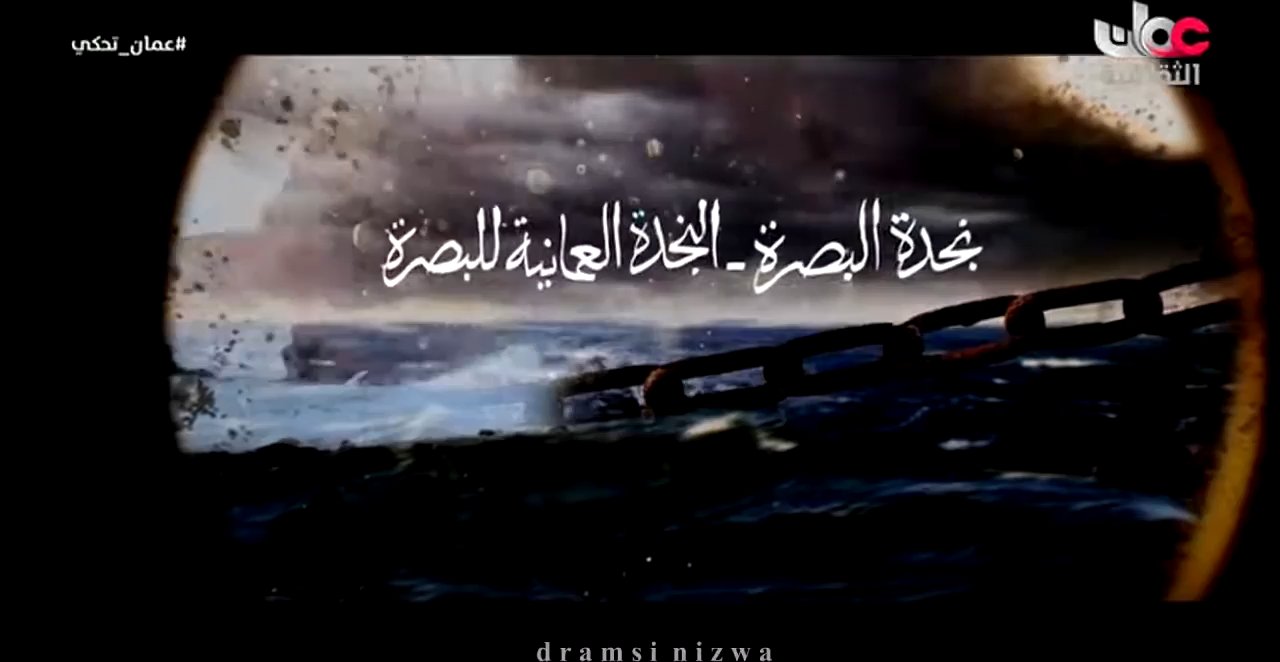 #عمان_تحكي
عمان
الثقافية
نجدة البصرة - النجدة العمانية للبصرة
dramsi nizwa